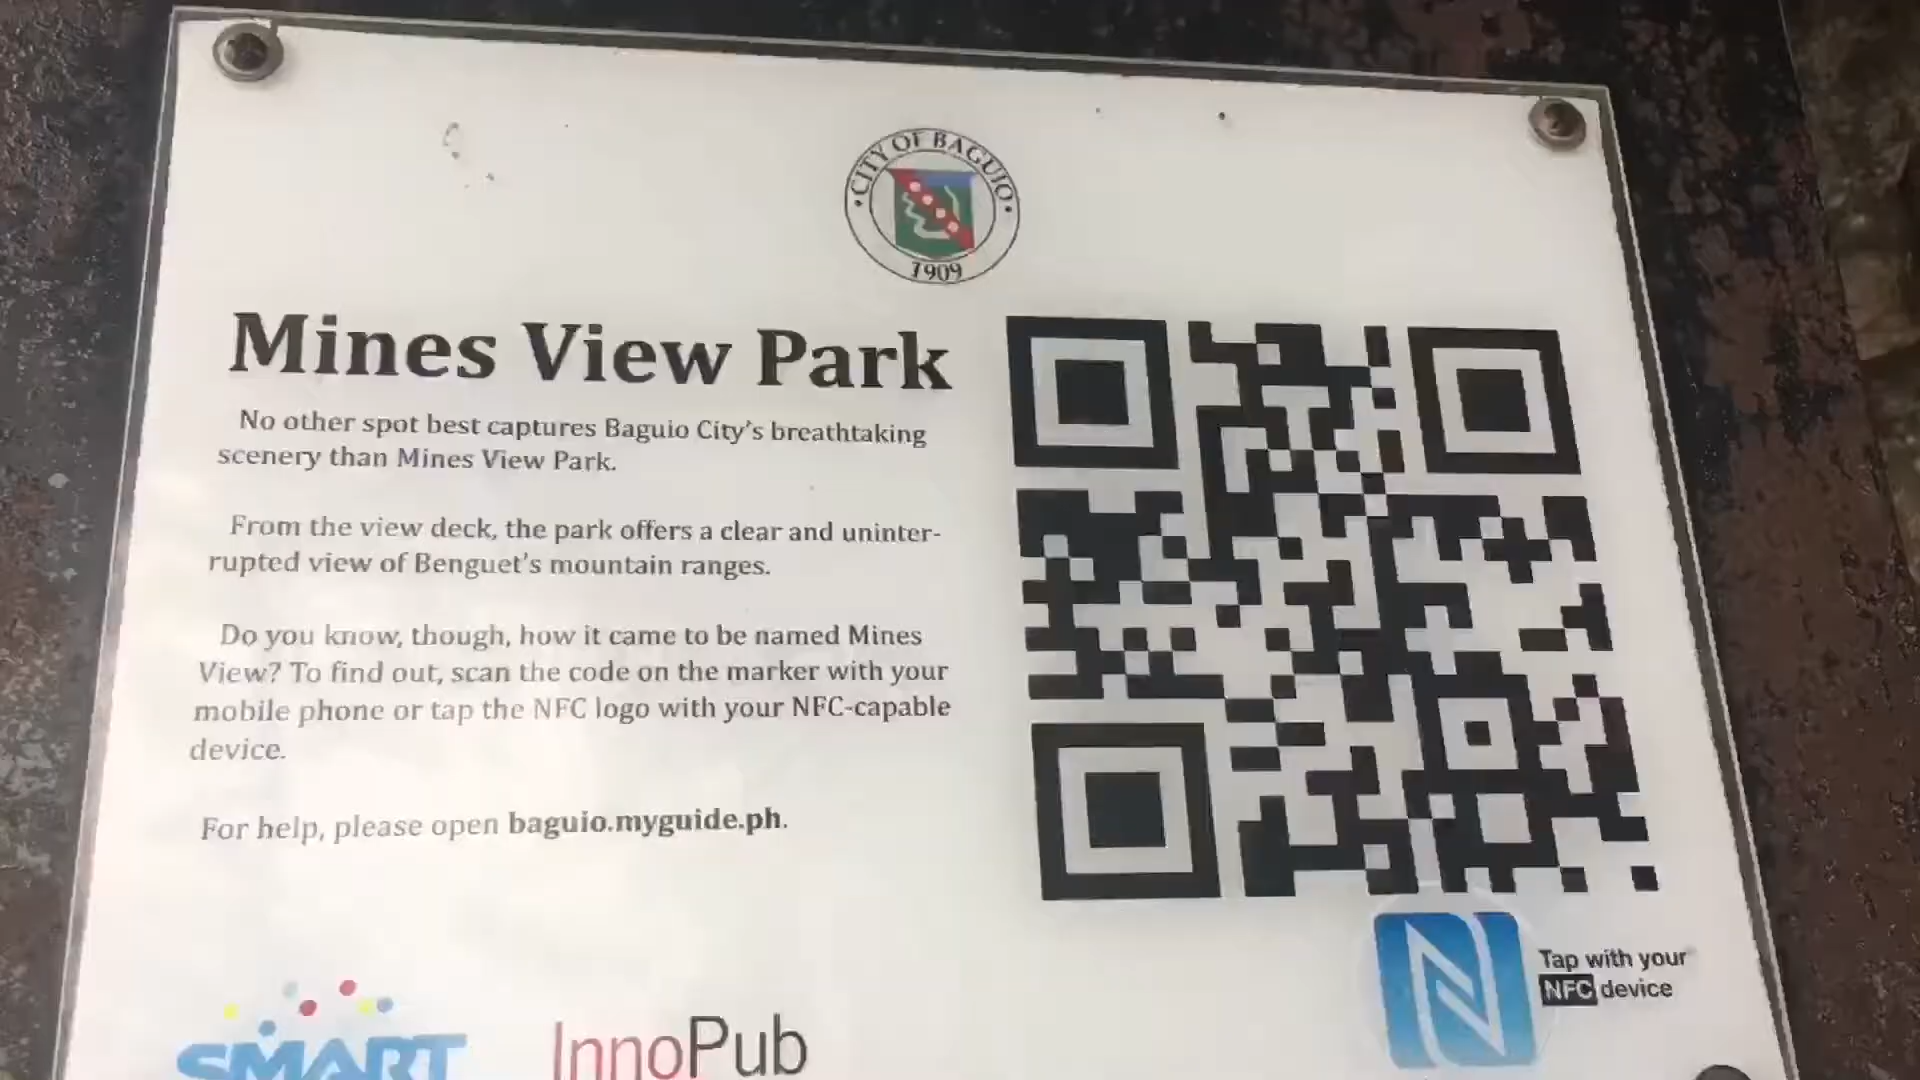 CITY OF BAGUIO
1909
Mines View Park
No other spot best captures Baguio City's breathtaking
scenery than Mines View Park.
From the view deck, the park offers a clear and uninter-
rupted view of Benguet's mountain ranges.
Do you know, though, how it came to be named Mines
View? To find out, scan the code on the marker with your
mobile phone or tap the NFC logo with your NFC-capable
device.
For help, please open baguio.myguide.ph.
Tap with your
NFC device
SMART
InnoPub